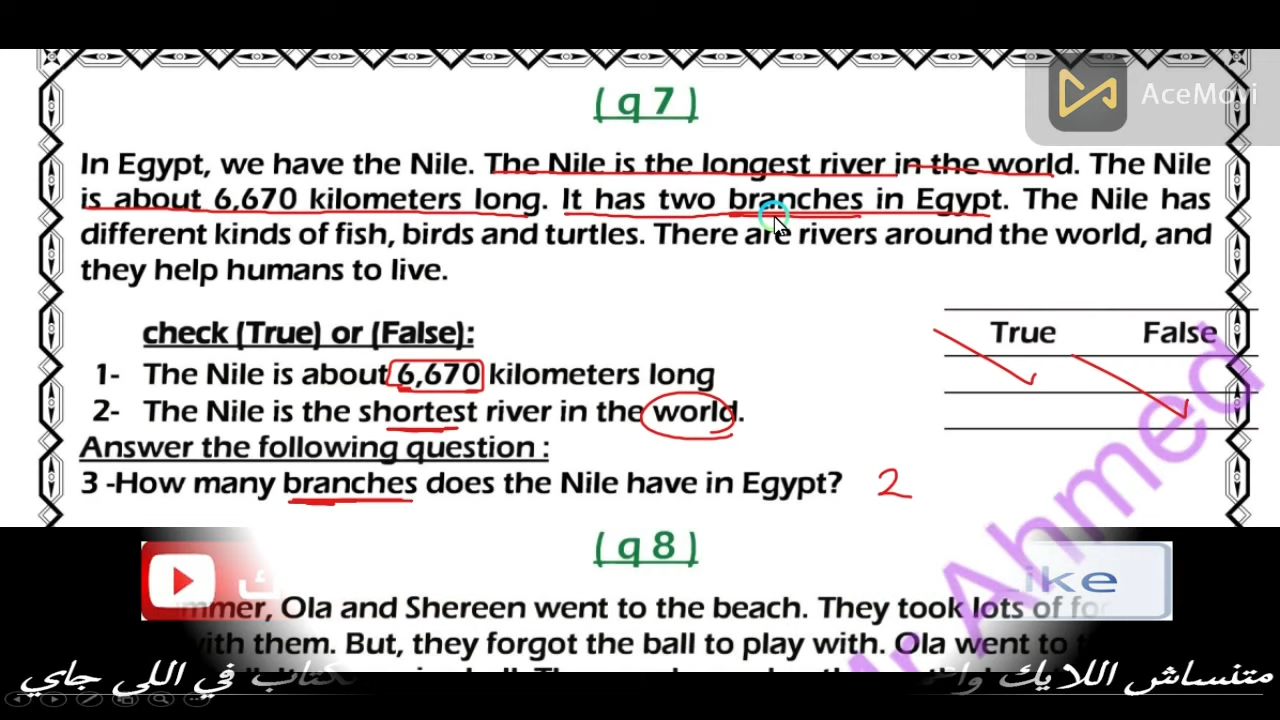 ( q 7 )
AceMovi
In Egypt, we have the Nile. The Nile is the longest river in the world. The Nile
is about 6,670 kilometers long. It has two branches in Egypt. The Nile has
different kinds of fish, birds and turtles. There are rivers around the world, and
they help humans to live.
check (True) or (False):
True False
1- The Nile is about 6,670 kilometers long
2- The Nile is the shortest river in the world.
Answer the following question :
3 -How many branches does the Nile have in Egypt? 2
Mr Ahmed
( q 8 )
ike
Ola and Shereen went to the beach. They took lots of
with them. But, they forgot the ball to play with. Ola went to
متنساش اللايك في اللى جاي